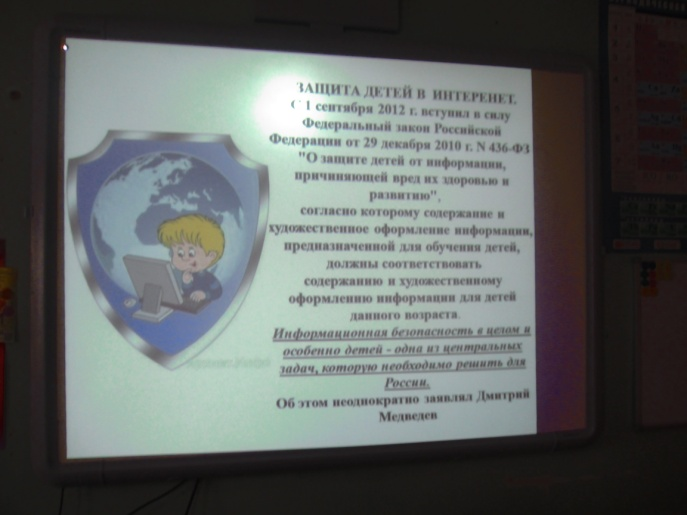 ЗАЩИТА ДЕТЕЙ В ИНТЕРЕНЕТ.
С 1 сентября 2012 г. вступил в силу
Федеральный закон Российской
Федерации от 29 декабря 2010 г. N 436-ФЗ
"О защите детей от информации,
причиняющей вред их здоровью и
развитию",
согласно которому содержание и
художественное оформление информации,
предназначенной для обучения детей,
должны соответствовать
содержанию и художественному
оформлению информации для детей
данного возраста.
Информационная безопасность в целом и
особенно детей - одна из центральных
задач, которую необходимо решить для
России.
Об этом неоднократно заявлял Дмитрий
Медведев